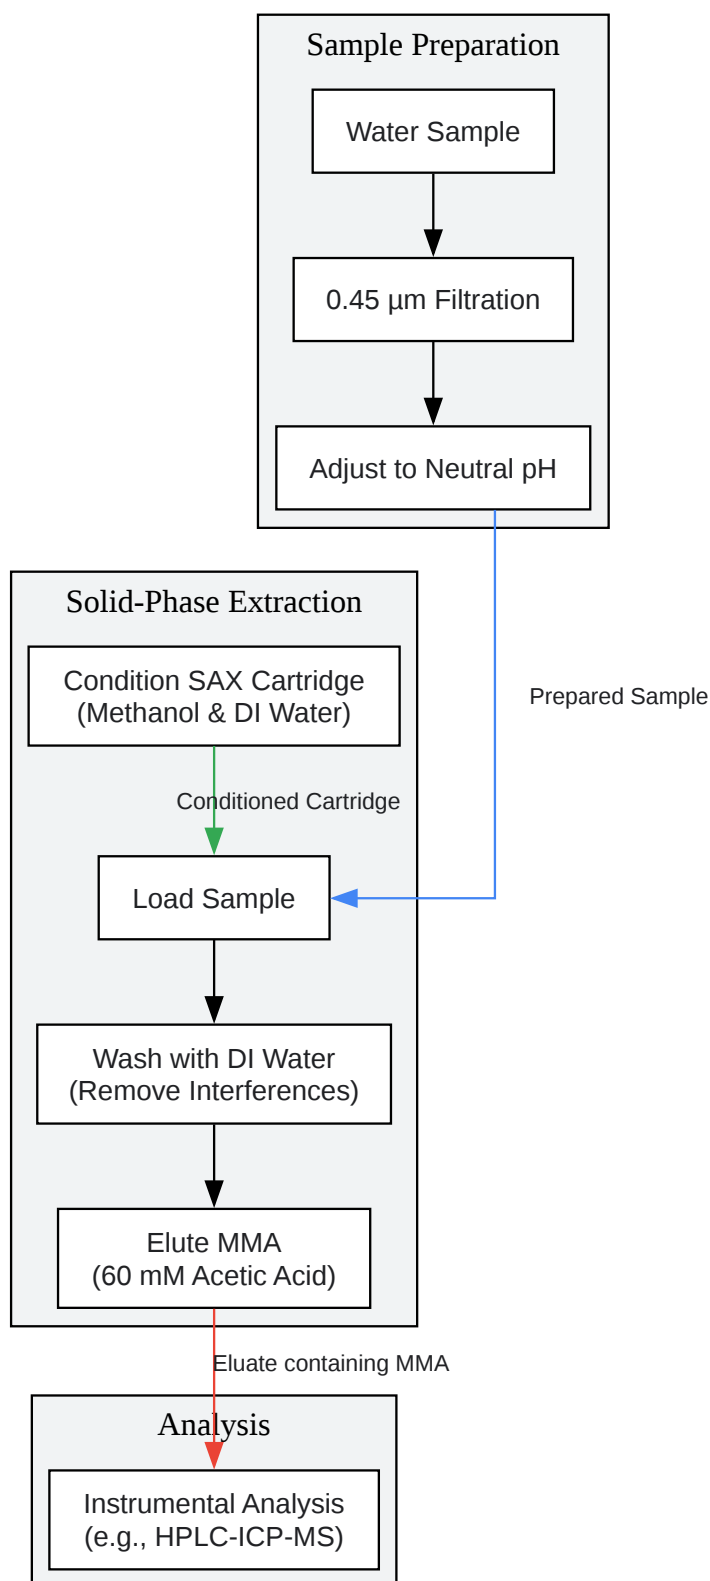 Sample Preparation
Water Sample
0.45 µm Filtration
Adjust to Neutral pH
Solid-Phase Extraction
Condition SAX Cartridge
(Methanol & DI Water)
Prepared Sample
Conditioned Cartridge
Load Sample
Wash with DI Water
(Remove Interferences)
Elute MMA
(60 mM Acetic Acid)
Eluate containing MMA
Analysis
Instrumental Analysis
(e.g., HPLC-ICP-MS)